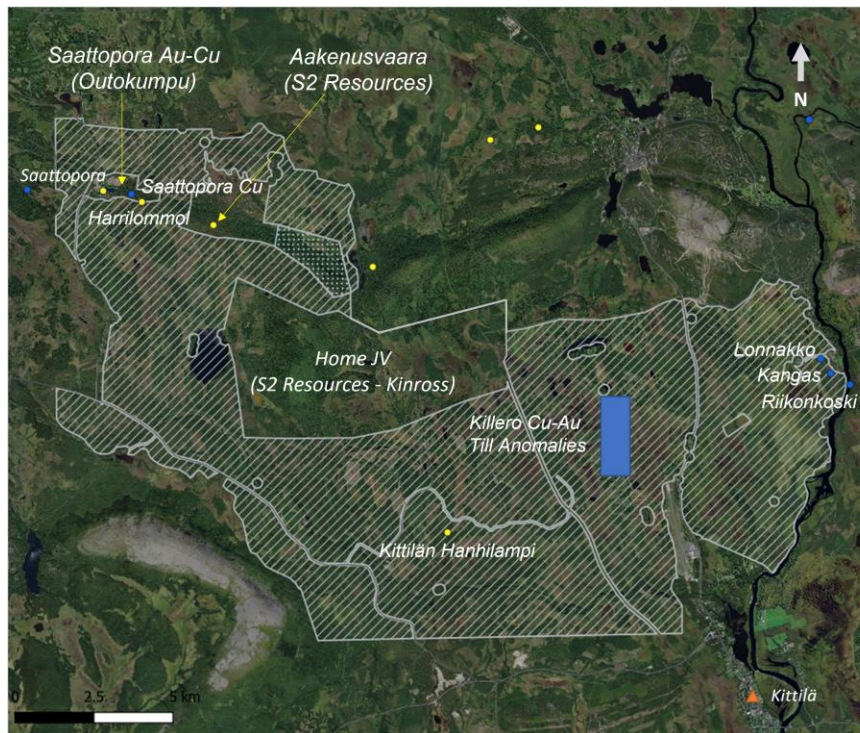 Saattopora Au-Cu
(Outokumpu)
Aakenusvaara
(S2 Resources)
N
Saattopora
Saattopora Cu
Harrilommol
Home JV
(S2 Resources - Kinross)
Lonnakko
Kangas
Riikonkoski
Killero Cu-Au
Till Anomalies
Kittilän Hanhilampi
Kittilä
0 2.5 5 km